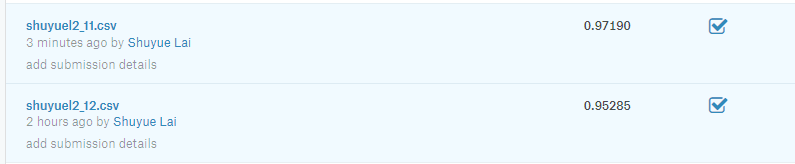 shuyuel2_11.csv 0.97190
3 minutes ago by Shuyue Lai
add submission details
shuyuel2_12.csv 0.95285
2 hours ago by Shuyue Lai
add submission details